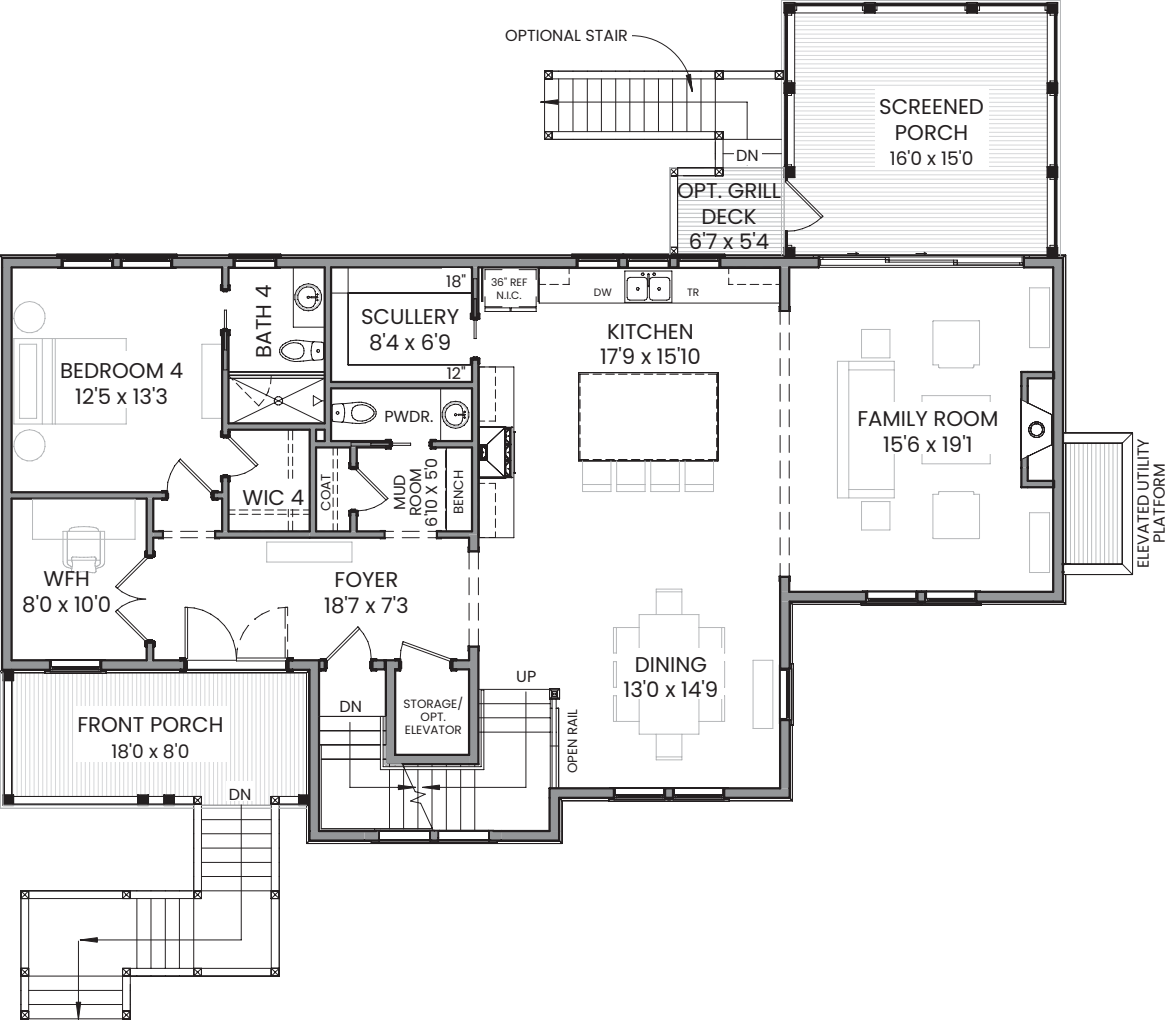 OPTIONAL STAIR
SCREENED
PORCH
16'0 x 15'0
DN
OPT. GRILL
DECK
6'7 x 5'4
18"
36" REF
N.I.C.
DW
TR
BATH 4
SCULLERY
8'4 x 6'9
KITCHEN
17'9 x 15'10
12"
BEDROOM 4
12'5 x 13'3
PWDR.
FAMILY ROOM
15'6 x 19'1
WIC 4
COAT
MUD
ROOM
6'10 x 5'0
BENCH
ELEVATED UTILITY
PLATFORM
WFH
8'0 x 10'0
FOYER
18'7 x 7'3
DINING
13'0 x 14'9
UP
DN
STORAGE/
OPT.
ELEVATOR
OPEN RAIL
FRONT PORCH
18'0 x 8'0
DN